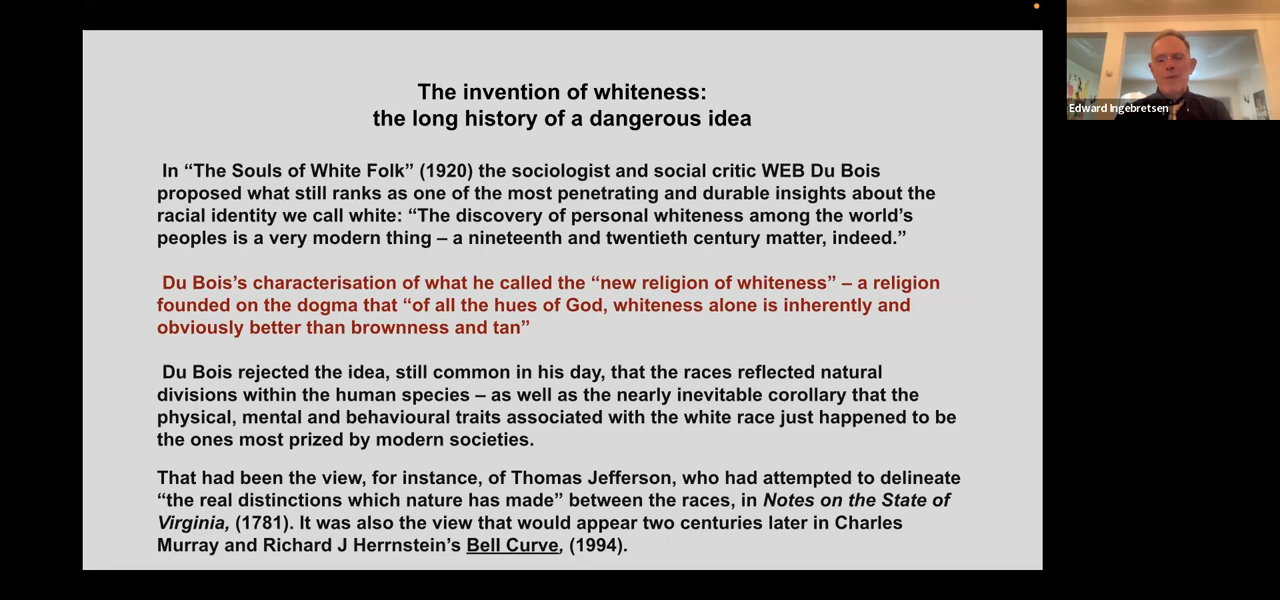 The invention of whiteness:
the long history of a dangerous idea
In “The Souls of White Folk” (1920) the sociologist and social critic WEB Du Bois
proposed what still ranks as one of the most penetrating and durable insights about the
racial identity we call white: “The discovery of personal whiteness among the world’s
peoples is a very modern thing – a nineteenth and twentieth century matter, indeed.”
Du Bois’s characterisation of what he called the “new religion of whiteness” – a religion
founded on the dogma that “of all the hues of God, whiteness alone is inherently and
obviously better than brownness and tan”
Du Bois rejected the idea, still common in his day, that the races reflected natural
divisions within the human species – as well as the nearly inevitable corollary that the
physical, mental and behavioural traits associated with the white race just happened to be
the ones most prized by modern societies.
That had been the view, for instance, of Thomas Jefferson, who had attempted to delineate
“the real distinctions which nature has made” between the races, in Notes on the State of
Virginia, (1781). It was also the view that would appear two centuries later in Charles
Murray and Richard J Herrnstein’s Bell Curve, (1994).
Edward Ingebretsen